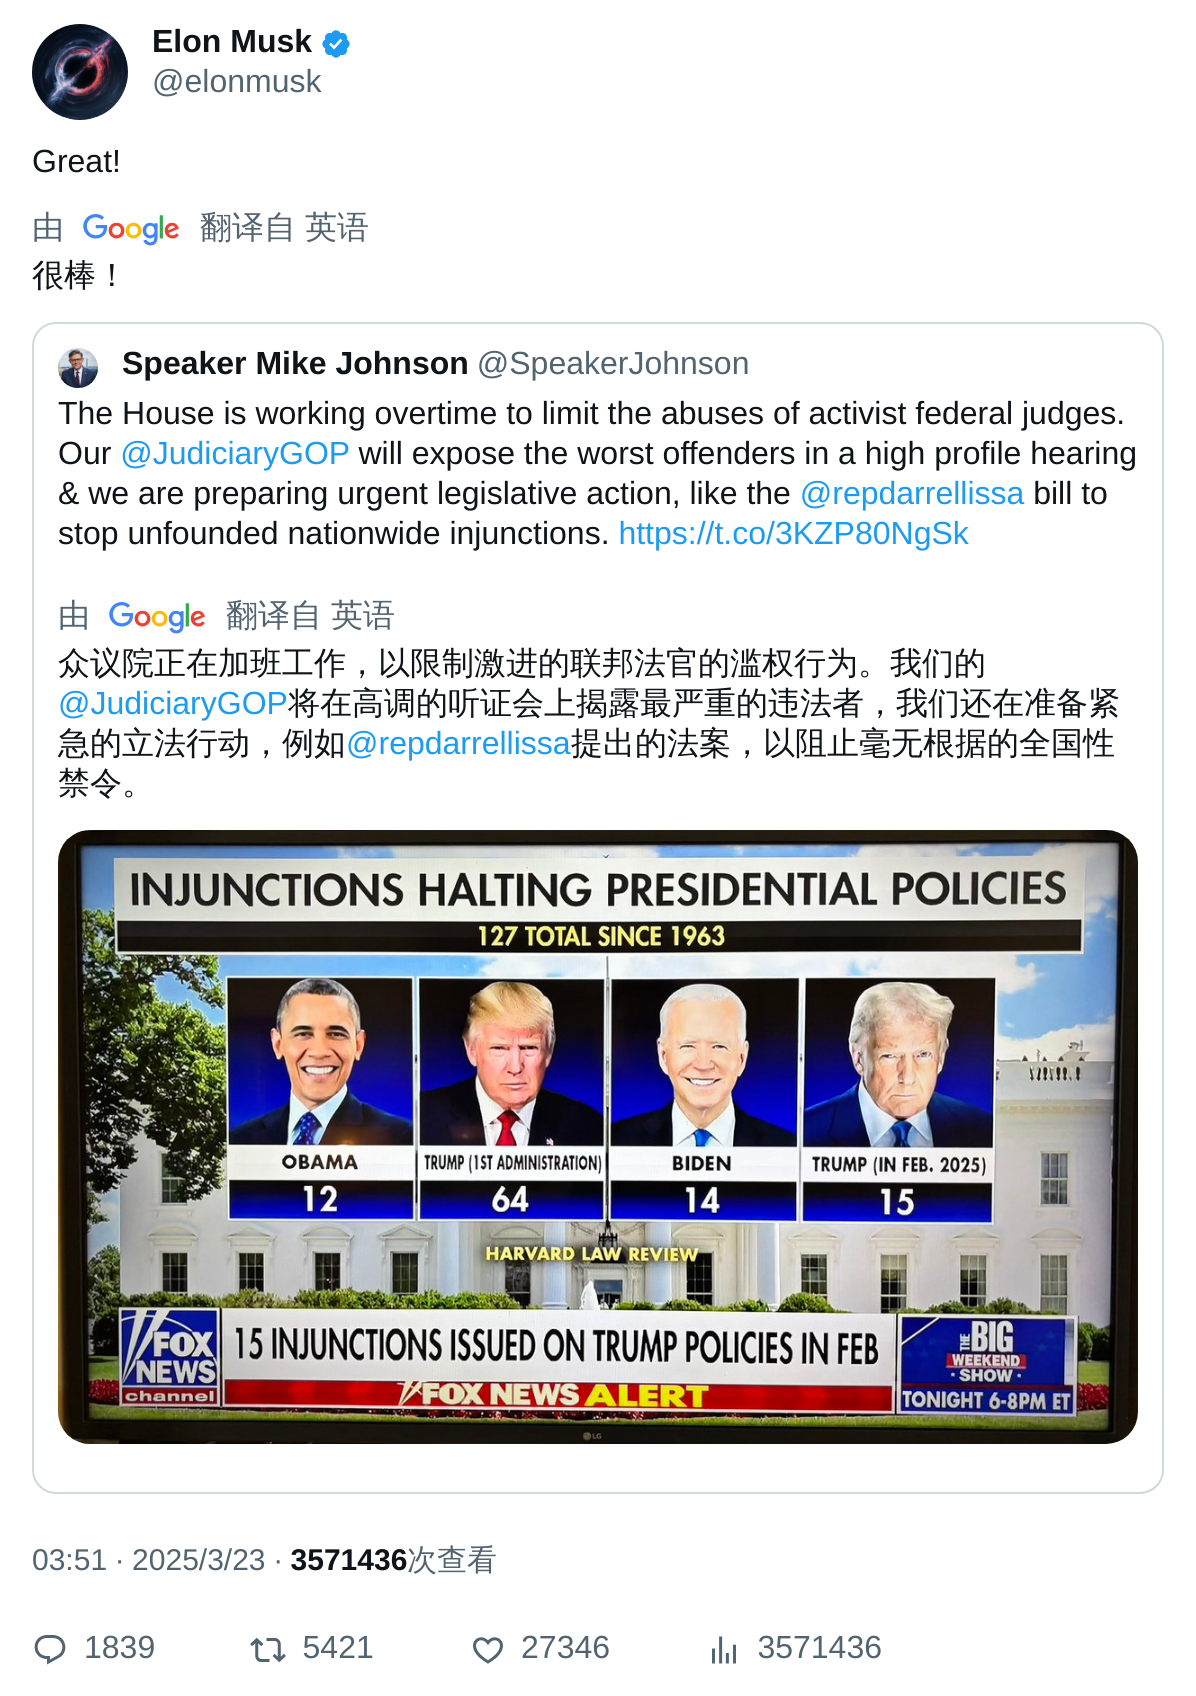 Elon Musk
@elonmusk
Great!
由 Google 翻译自 英语
很棒！
Speaker Mike Johnson @SpeakerJohnson
The House is working overtime to limit the abuses of activist federal judges.
Our @JudiciaryGOP will expose the worst offenders in a high profile hearing
& we are preparing urgent legislative action, like the @repdarrellissa bill to
stop unfounded nationwide injunctions. https://t.co/3KZP80NgSk
由 Google 翻译自 英语
众议院正在加班工作，以限制激进的联邦法官的滥权行为。我们的
@JudiciaryGOP将在高调的听证会上揭露最严重的违法者，我们还在准备紧
急的立法行动，例如@repdarrellissa提出的法案，以阻止毫无根据的全国性
禁令。
INJUNCTIONS HALTING PRESIDENTIAL POLICIES
127 TOTAL SINCE 1963
OBAMA
12
TRUMP (1ST ADMINISTRATION)
64
BIDEN
14
TRUMP (IN FEB. 2025)
15
HARVARD LAW REVIEW
FOX
NEWS
channel
15 INJUNCTIONS ISSUED ON TRUMP POLICIES IN FEB
FOX NEWS ALERT
THE BIG
WEEKEND
· SHOW ·
TONIGHT 6-8PM ET
LG
03:51 · 2025/3/23 · 3571436次查看
1839
5421
27346
3571436